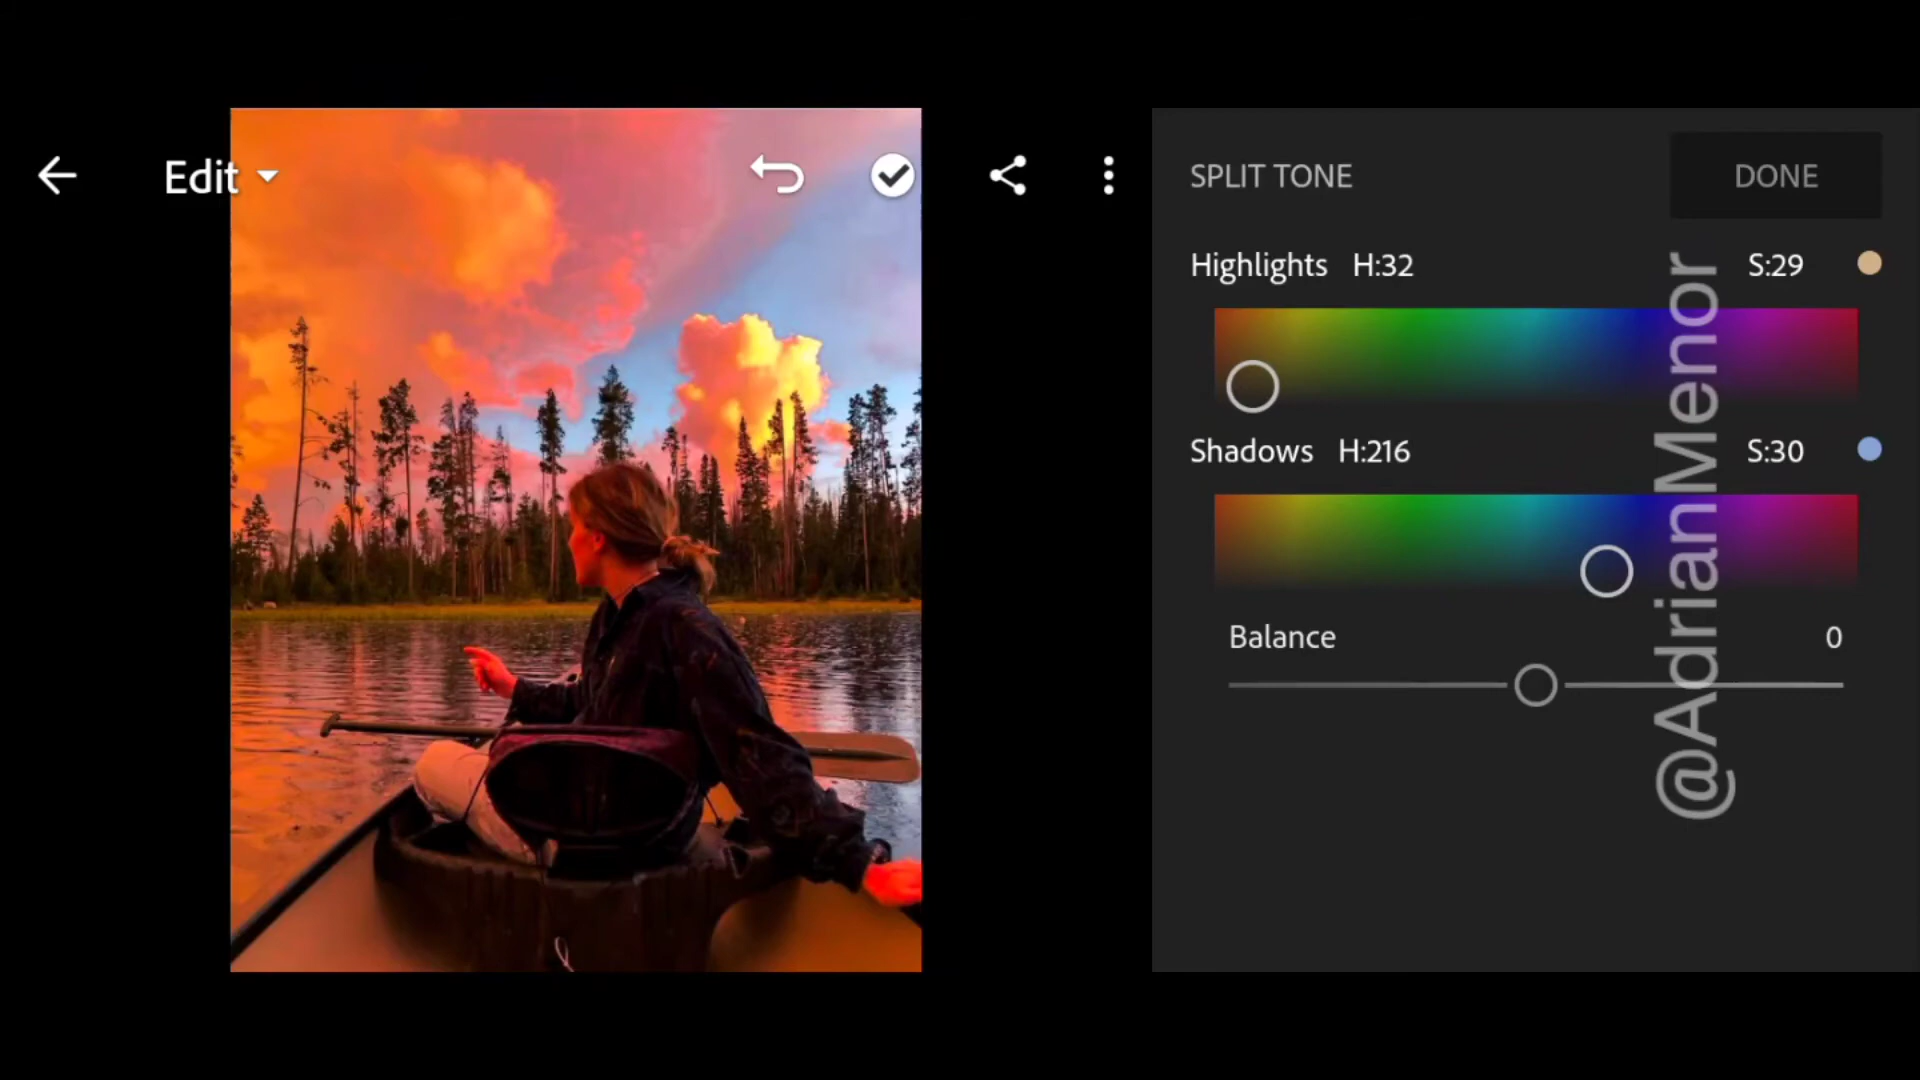 Edit
SPLIT TONE
DONE
Highlights H:32 S:29
Shadows H:216 S:30
Balance 0
@AdrianMenor